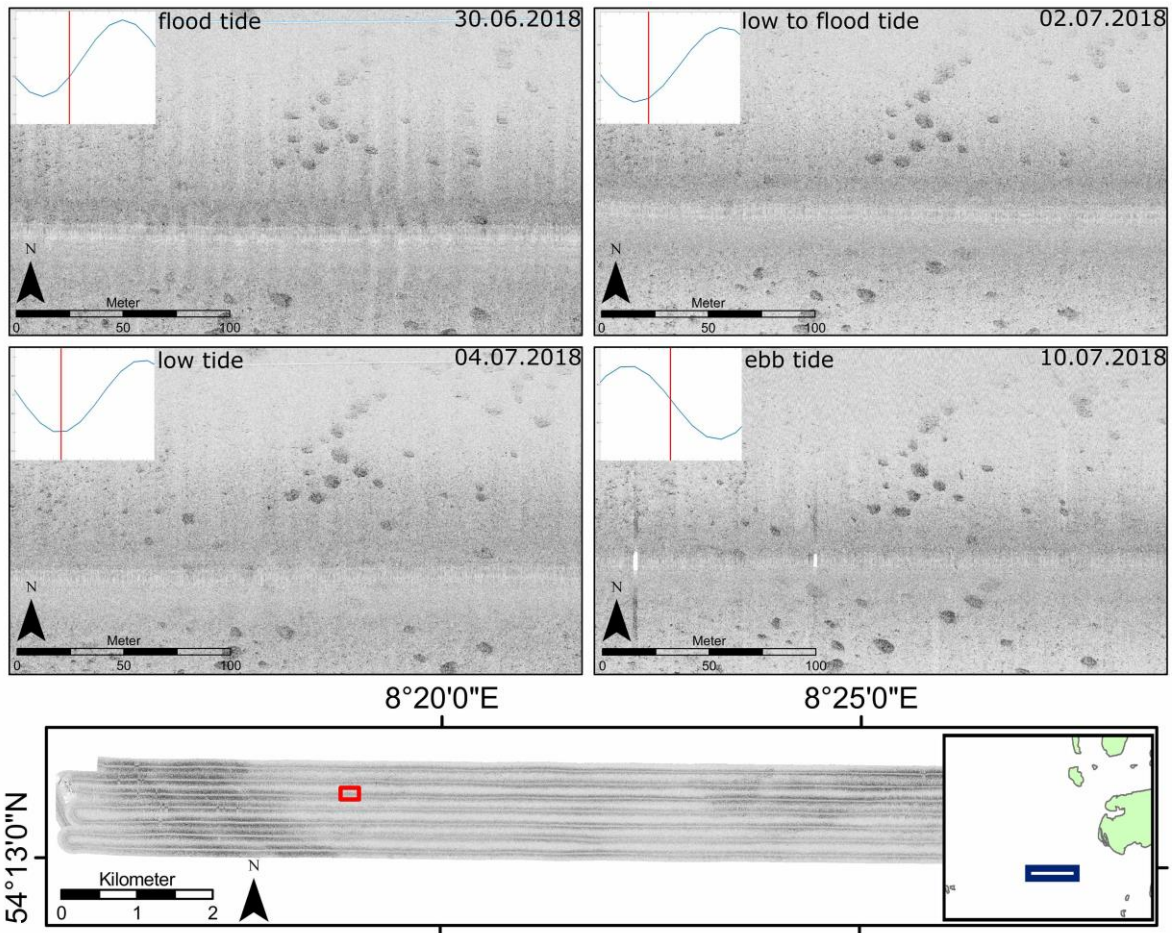 flood tide 30.06.2018
N
Meter
0 50 100
low to flood tide 02.07.2018
N
Meter
0 50 100
low tide 04.07.2018
N
Meter
0 50 100
ebb tide 10.07.2018
N
Meter
0 50 100
8°20'0"E 8°25'0"E
54°13'0"N
Kilometer
0 1 2
N